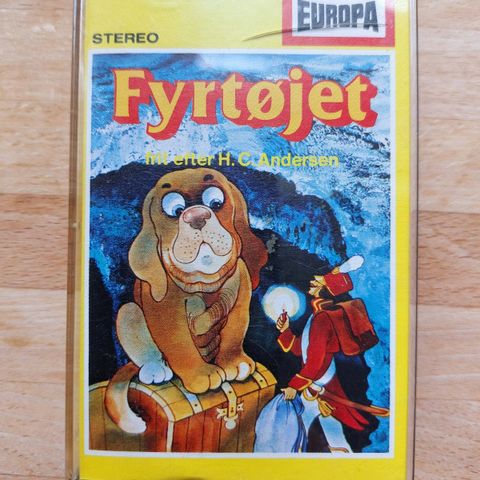 EUROPA
STEREO
Fyrtøjet
frit efter H. C. Andersen